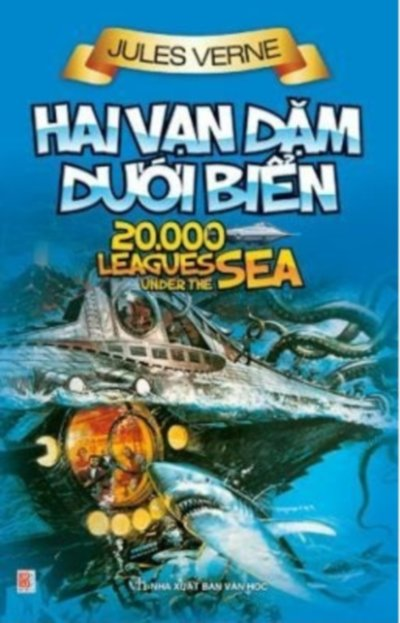 JULES VERNE
HAI VẠN DẶM
DƯỚI BIỂN
20.000
LEAGUES
UNDER THE SEA
NHÀ XUẤT BẢN VĂN HỌC